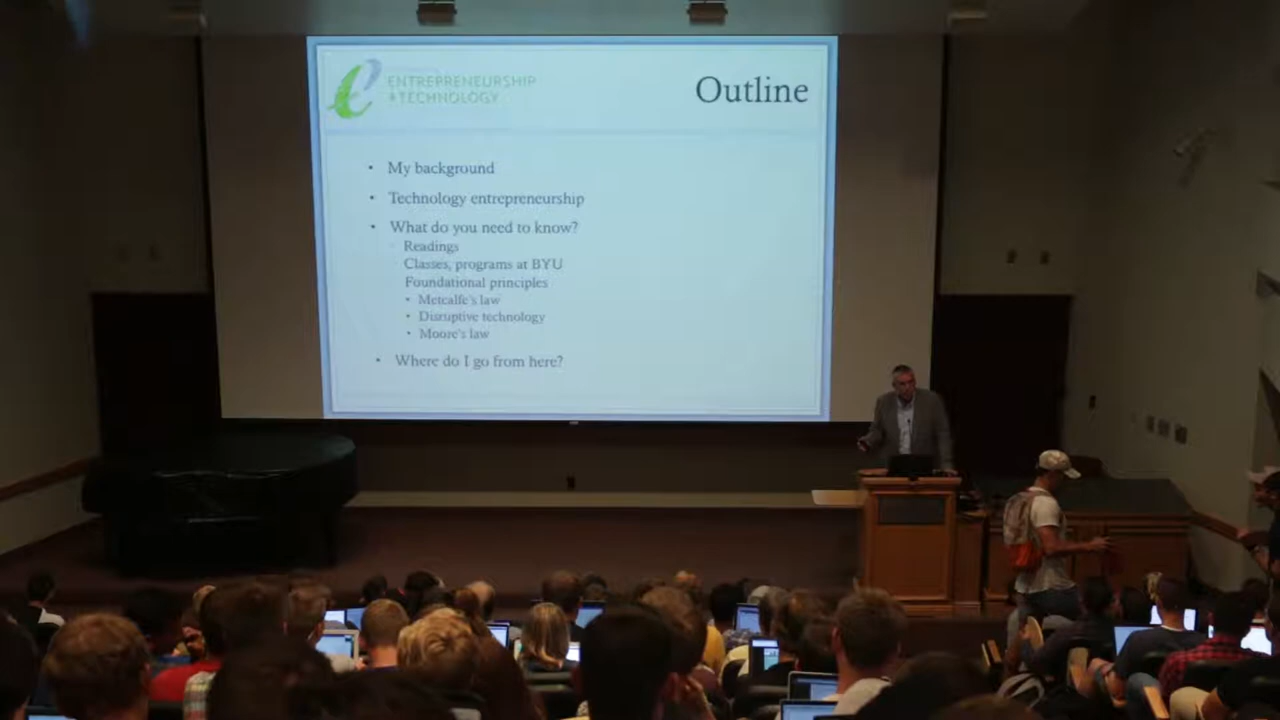 ENTREPRENEURSHIP
+TECHNOLOGY
Outline
• My background
• Technology entrepreneurship
• What do you need to know?
Readings
Classes, programs at BYU
Foundational principles
• Metcalfe's law
• Disruptive technology
• Moore's law
• Where do I go from here?